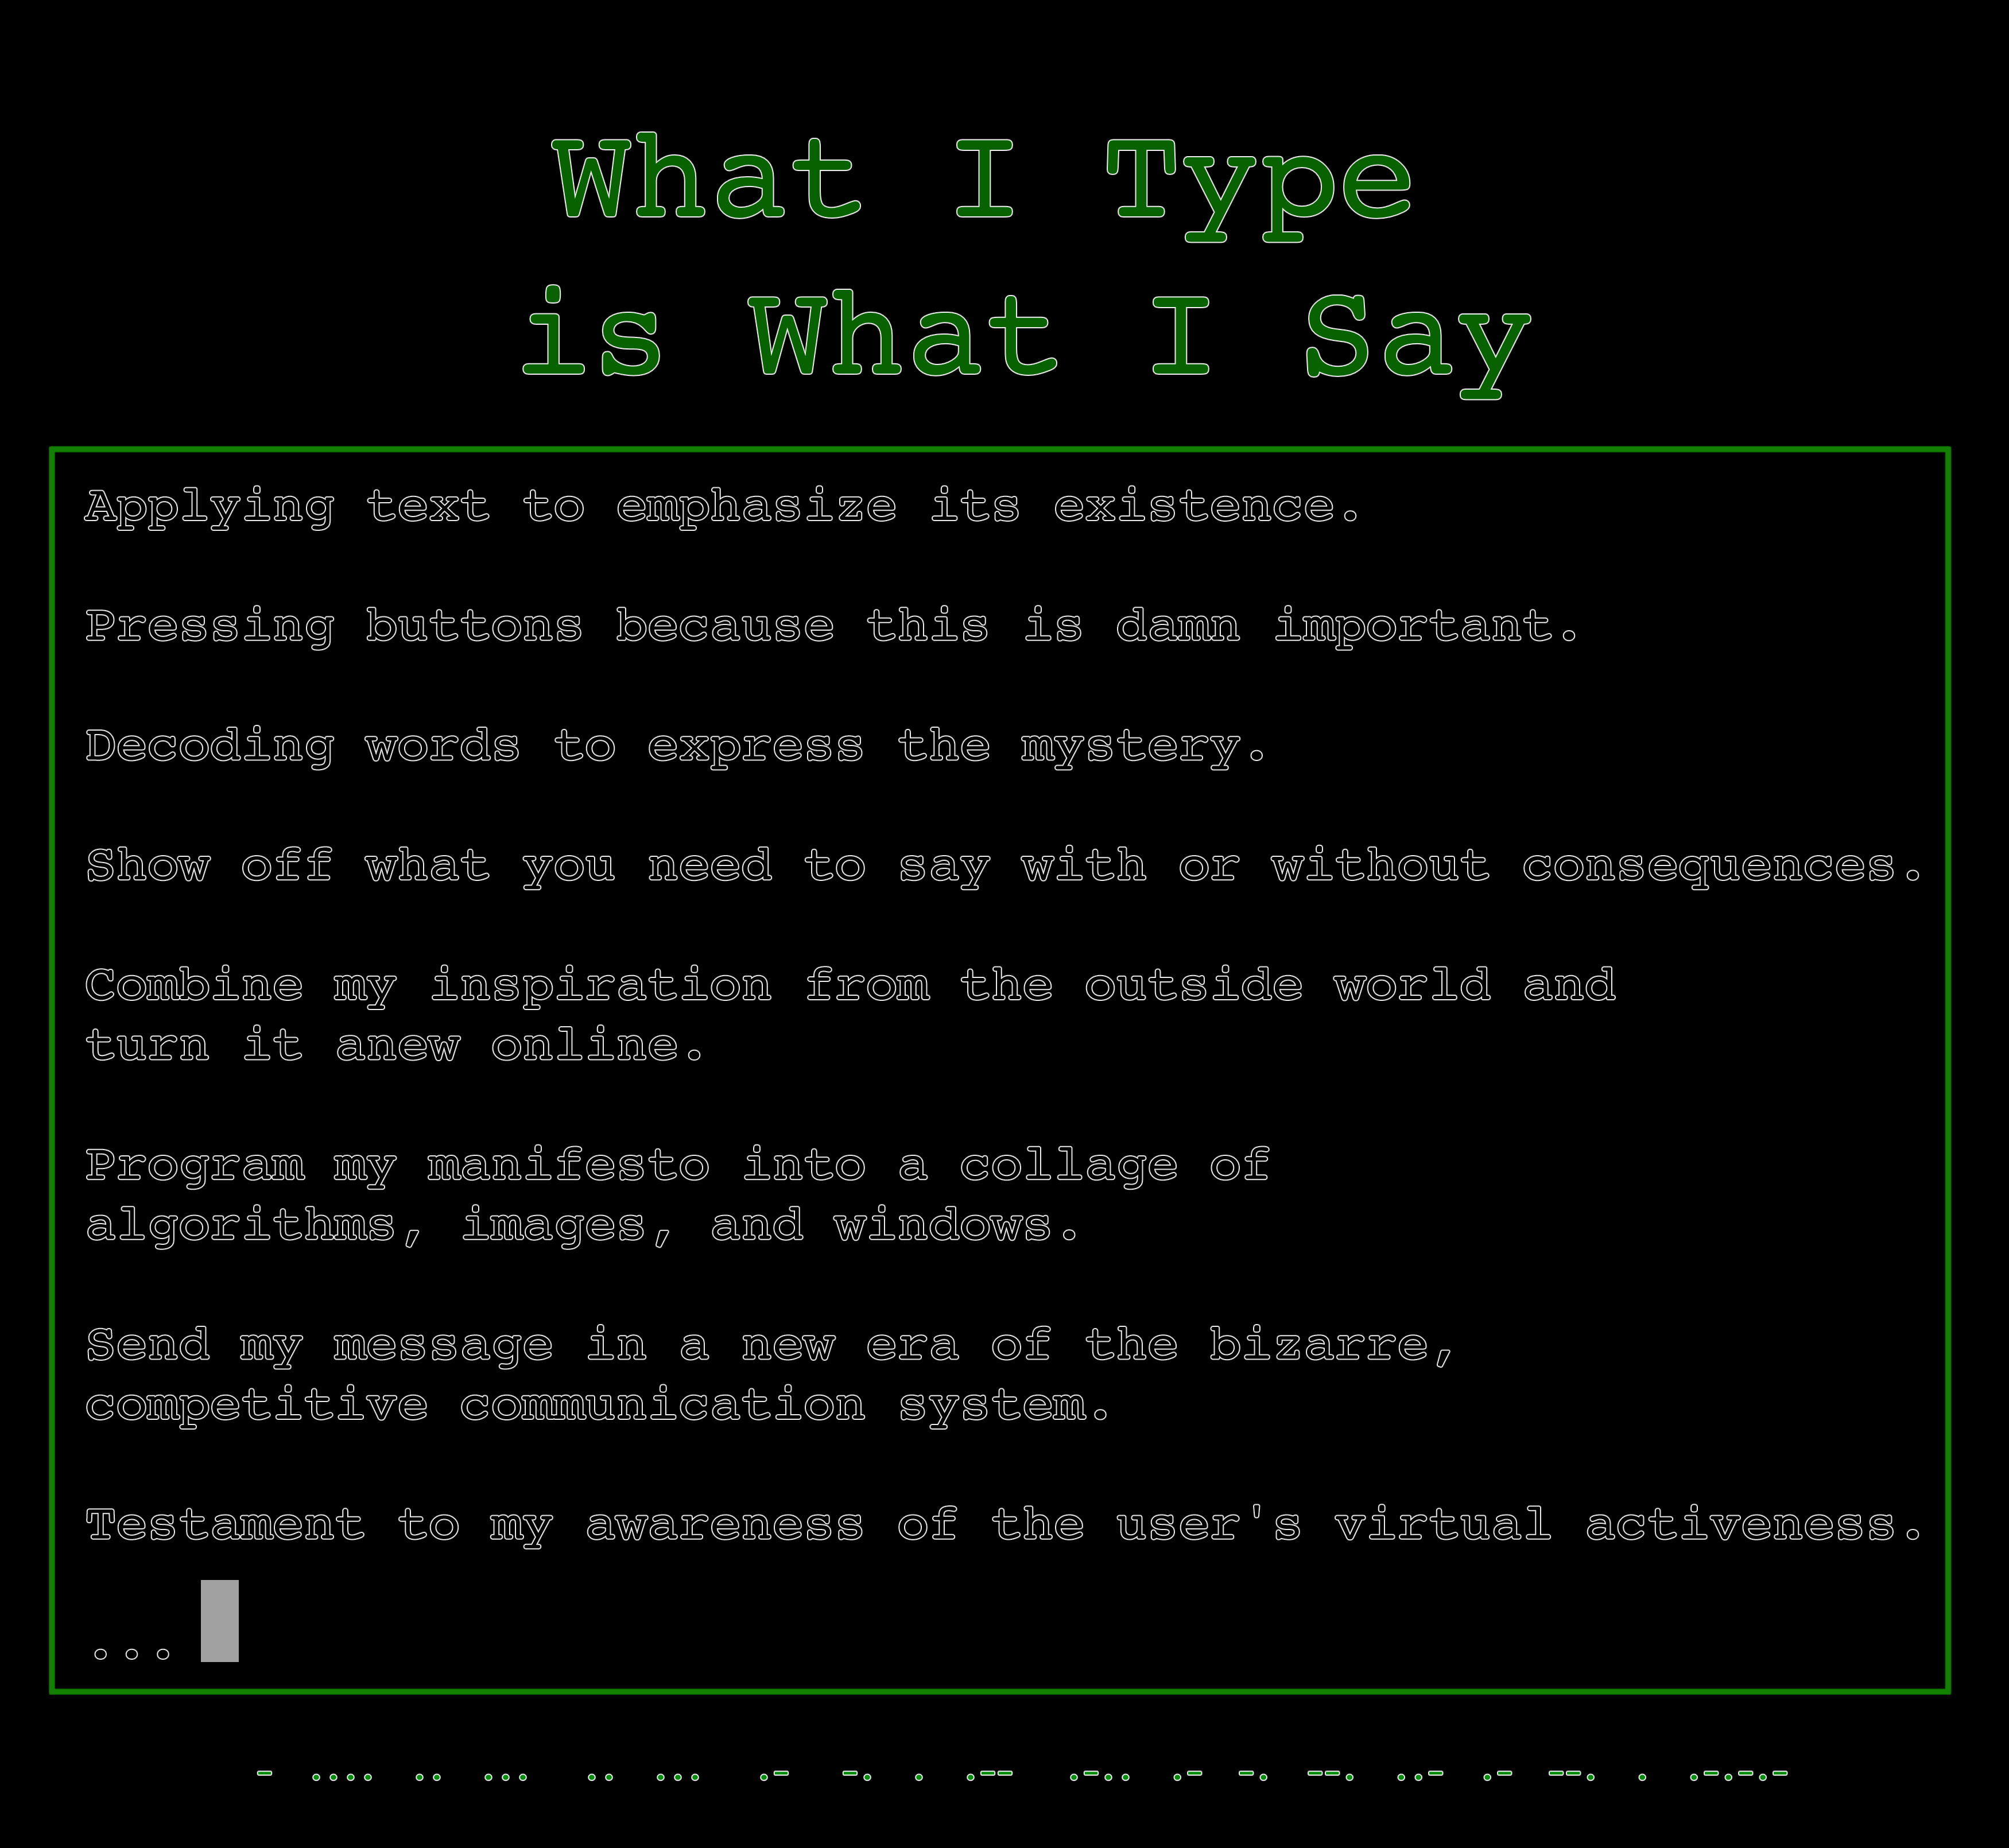 What I Type
is What I Say
Applying text to emphasize its existence.
Pressing buttons because this is damn important.
Decoding words to express the mystery.
Show off what you need to say with or without consequences.
Combine my inspiration from the outside world and
turn it anew online.
Program my manifesto into a collage of
algorithms, images, and windows.
Send my message in a new era of the bizarre,
competitive communication system.
Testament to my awareness of the user's virtual activeness.
...
- .... .. ... .. ... .- -. . .-- .-.. .- -. --. ..- .- --. . .-.-.-